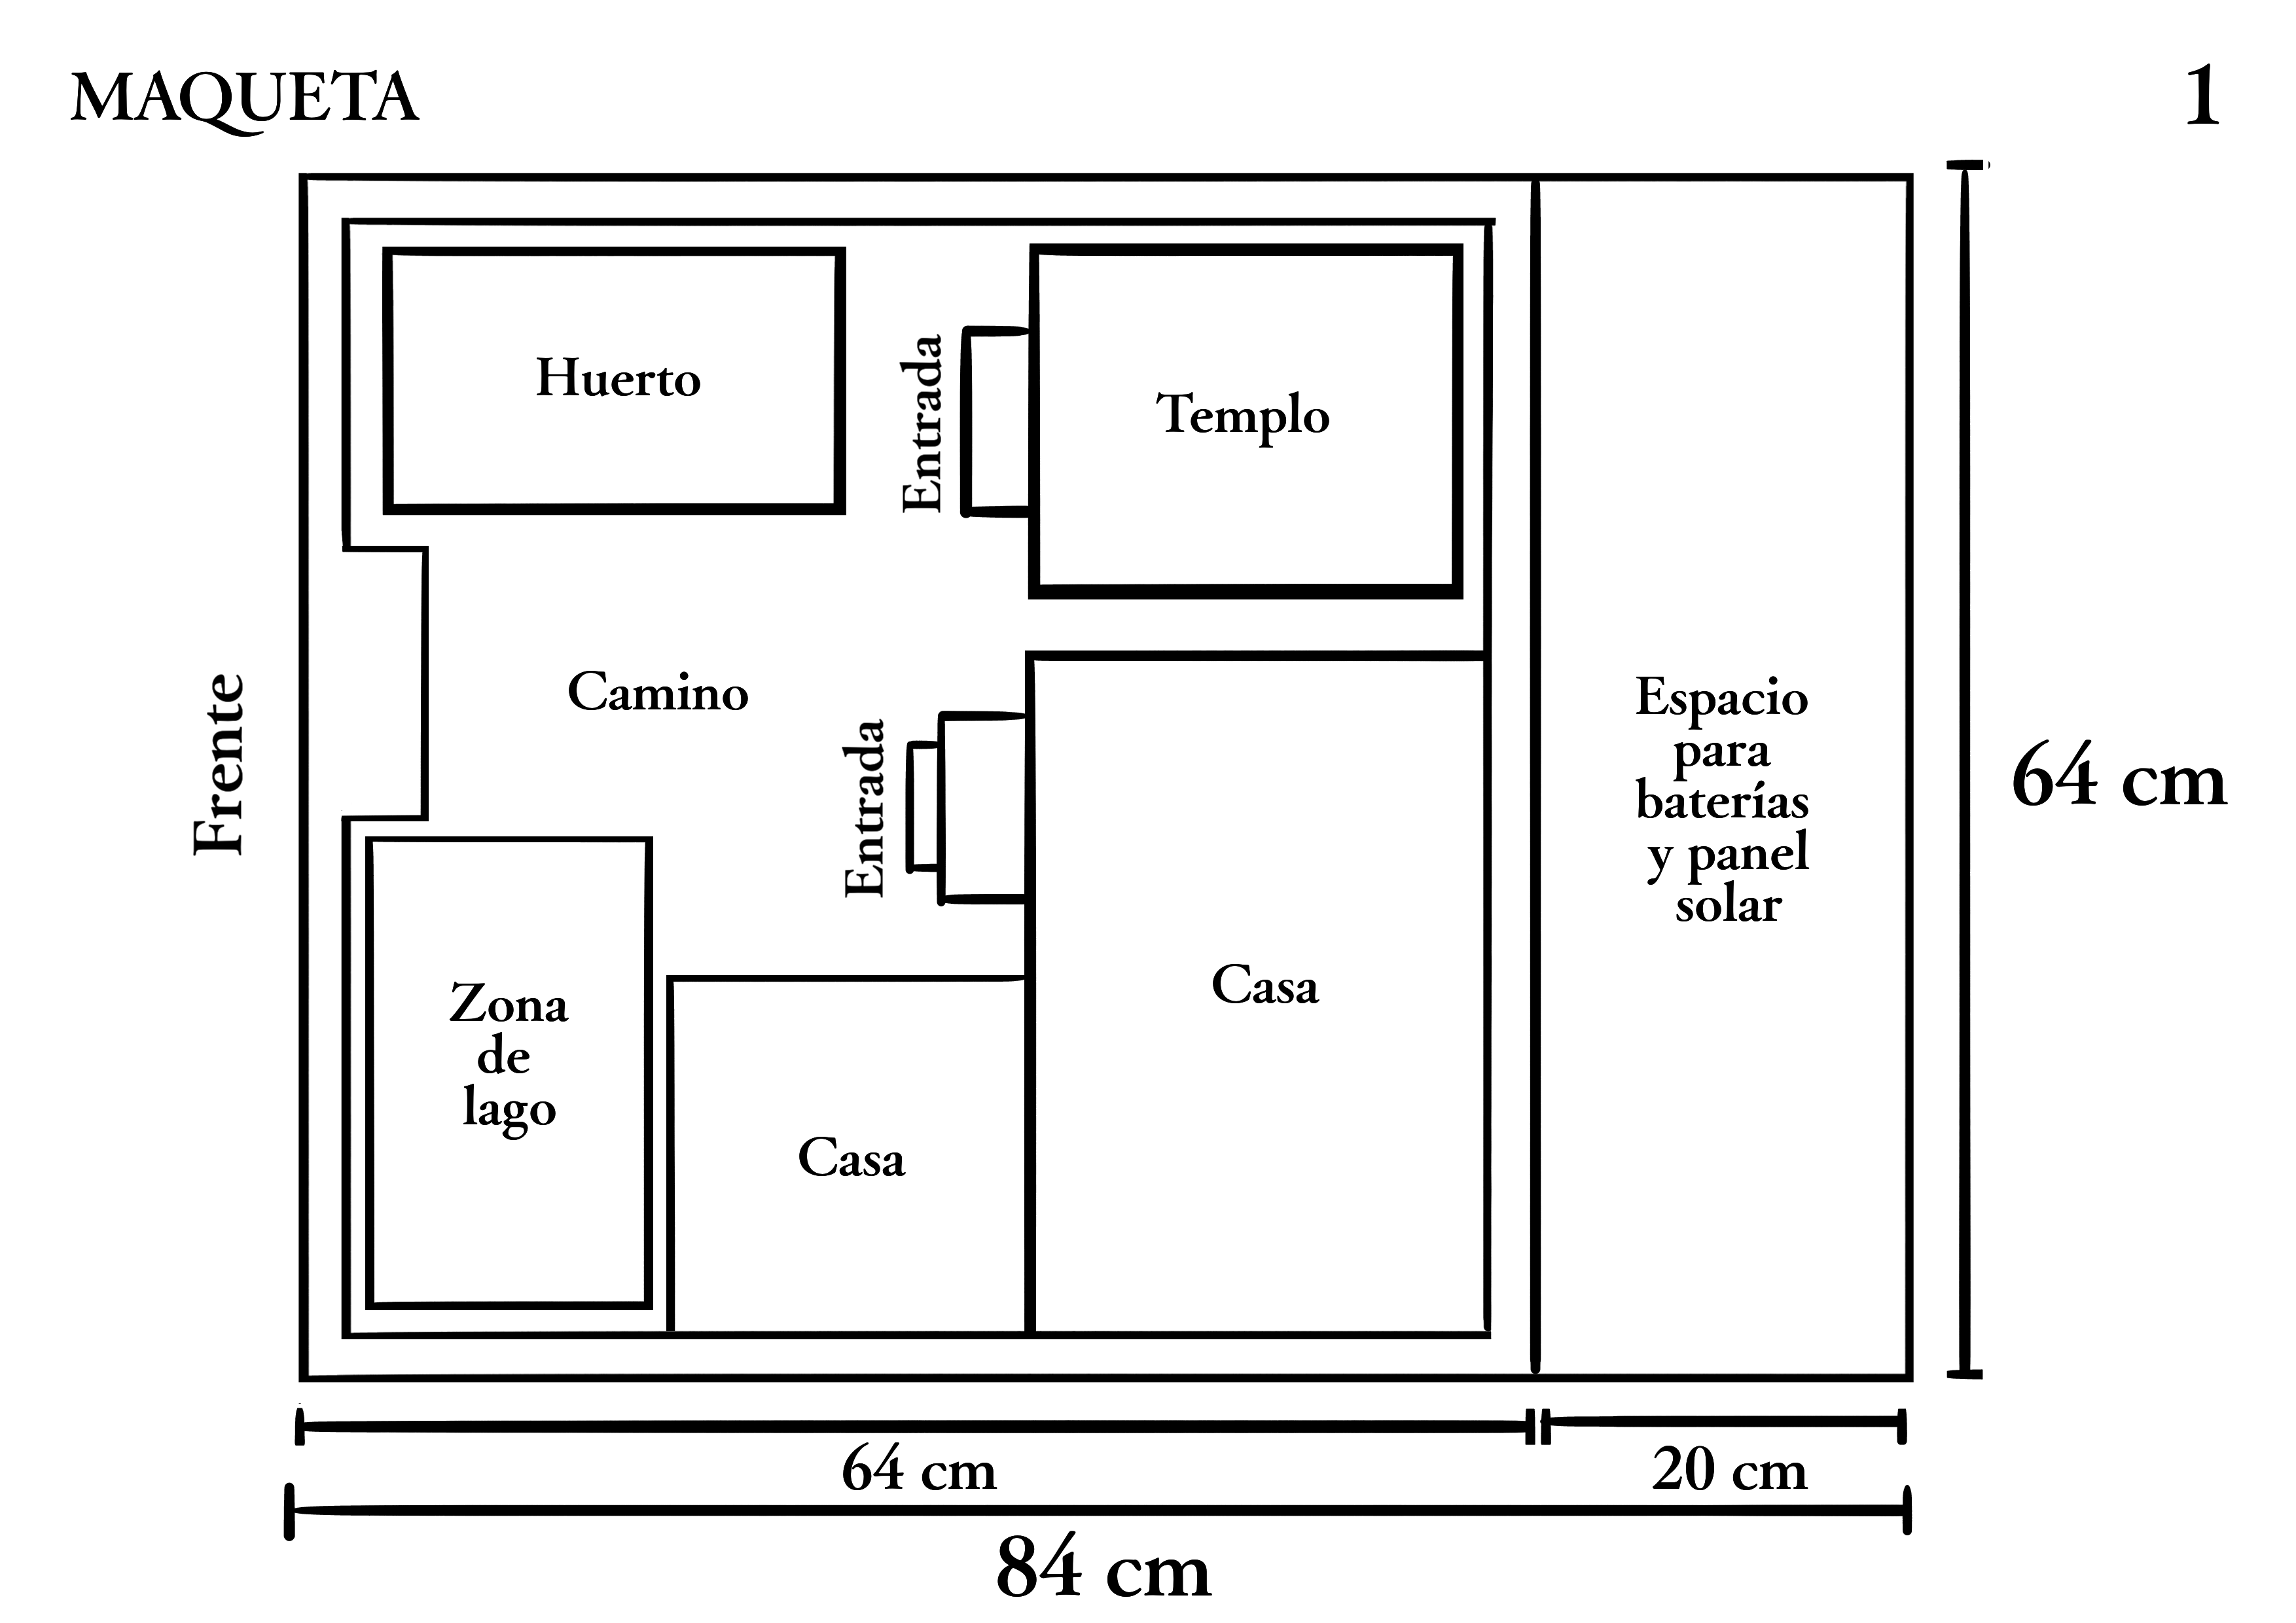 MAQUETA
1
Huerto
Entrada
Templo
Frente
Camino
Entrada
Espacio
para
baterías
y panel
solar
64 cm
Zona
de
lago
Casa
Casa
64 cm
20 cm
84 cm